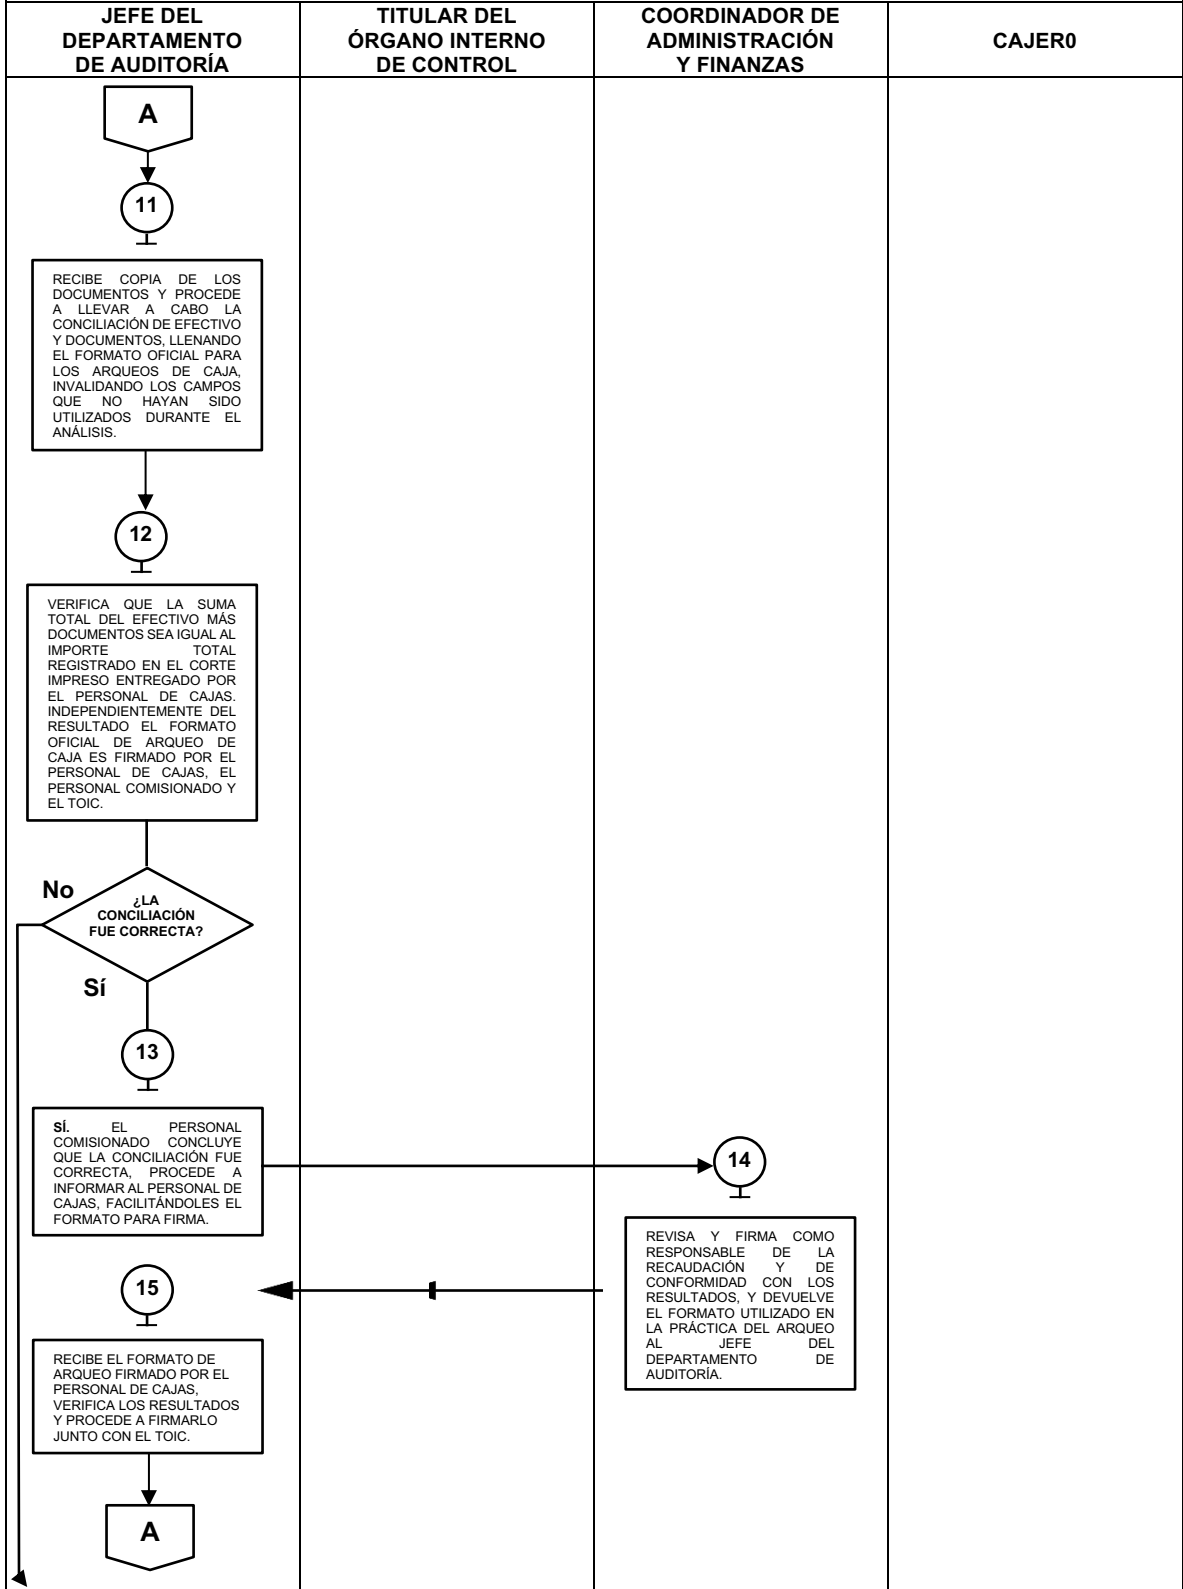 JEFE DEL
DEPARTAMENTO
DE AUDITORÍA
TITULAR DEL
ÓRGANO INTERNO
DE CONTROL
COORDINADOR DE
ADMINISTRACIÓN
Y FINANZAS
CAJER0
A
11
RECIBE COPIA DE LOS
DOCUMENTOS Y PROCEDE
A LLEVAR A CABO LA
CONCILIACIÓN DE EFECTIVO
Y DOCUMENTOS, LLENANDO
EL FORMATO OFICIAL PARA
LOS ARQUEOS DE CAJA,
INVALIDANDO LOS CAMPOS
QUE NO HAYAN SIDO
UTILIZADOS DURANTE EL
ANÁLISIS.
12
VERIFICA QUE LA SUMA
TOTAL DEL EFECTIVO MÁS
DOCUMENTOS SEA IGUAL AL
IMPORTE TOTAL
REGISTRADO EN EL CORTE
IMPRESO ENTREGADO POR
EL PERSONAL DE CAJAS.
INDEPENDIENTEMENTE DEL
RESULTADO EL FORMATO
OFICIAL DE ARQUEO DE
CAJA ES FIRMADO POR EL
PERSONAL DE CAJAS, EL
PERSONAL COMISIONADO Y
EL TOIC.
No
¿LA
CONCILIACIÓN
FUE CORRECTA?
Sí
13
SÍ. EL PERSONAL
COMISIONADO CONCLUYE
QUE LA CONCILIACIÓN FUE
CORRECTA, PROCEDE A
INFORMAR AL PERSONAL DE
CAJAS, FACILITÁNDOLES EL
FORMATO PARA FIRMA.
14
REVISA Y FIRMA COMO
RESPONSABLE DE LA
RECAUDACIÓN Y DE
CONFORMIDAD CON LOS
RESULTADOS, Y DEVUELVE
EL FORMATO UTILIZADO EN
LA PRÁCTICA DEL ARQUEO
AL JEFE DEL
DEPARTAMENTO DE
AUDITORÍA.
15
RECIBE EL FORMATO DE
ARQUEO FIRMADO POR EL
PERSONAL DE CAJAS,
VERIFICA LOS RESULTADOS
Y PROCEDE A FIRMARLO
JUNTO CON EL TOIC.
A